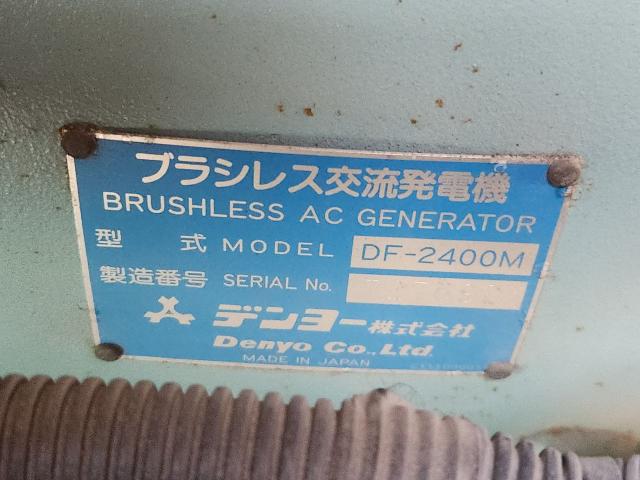 ブラシレス交流発電機
BRUSHLESS AC GENERATOR
型 式 MODEL DF-2400M
製造番号 SERIAL No.
デンヨー株式会社
Denyo Co.,Ltd.
MADE IN JAPAN